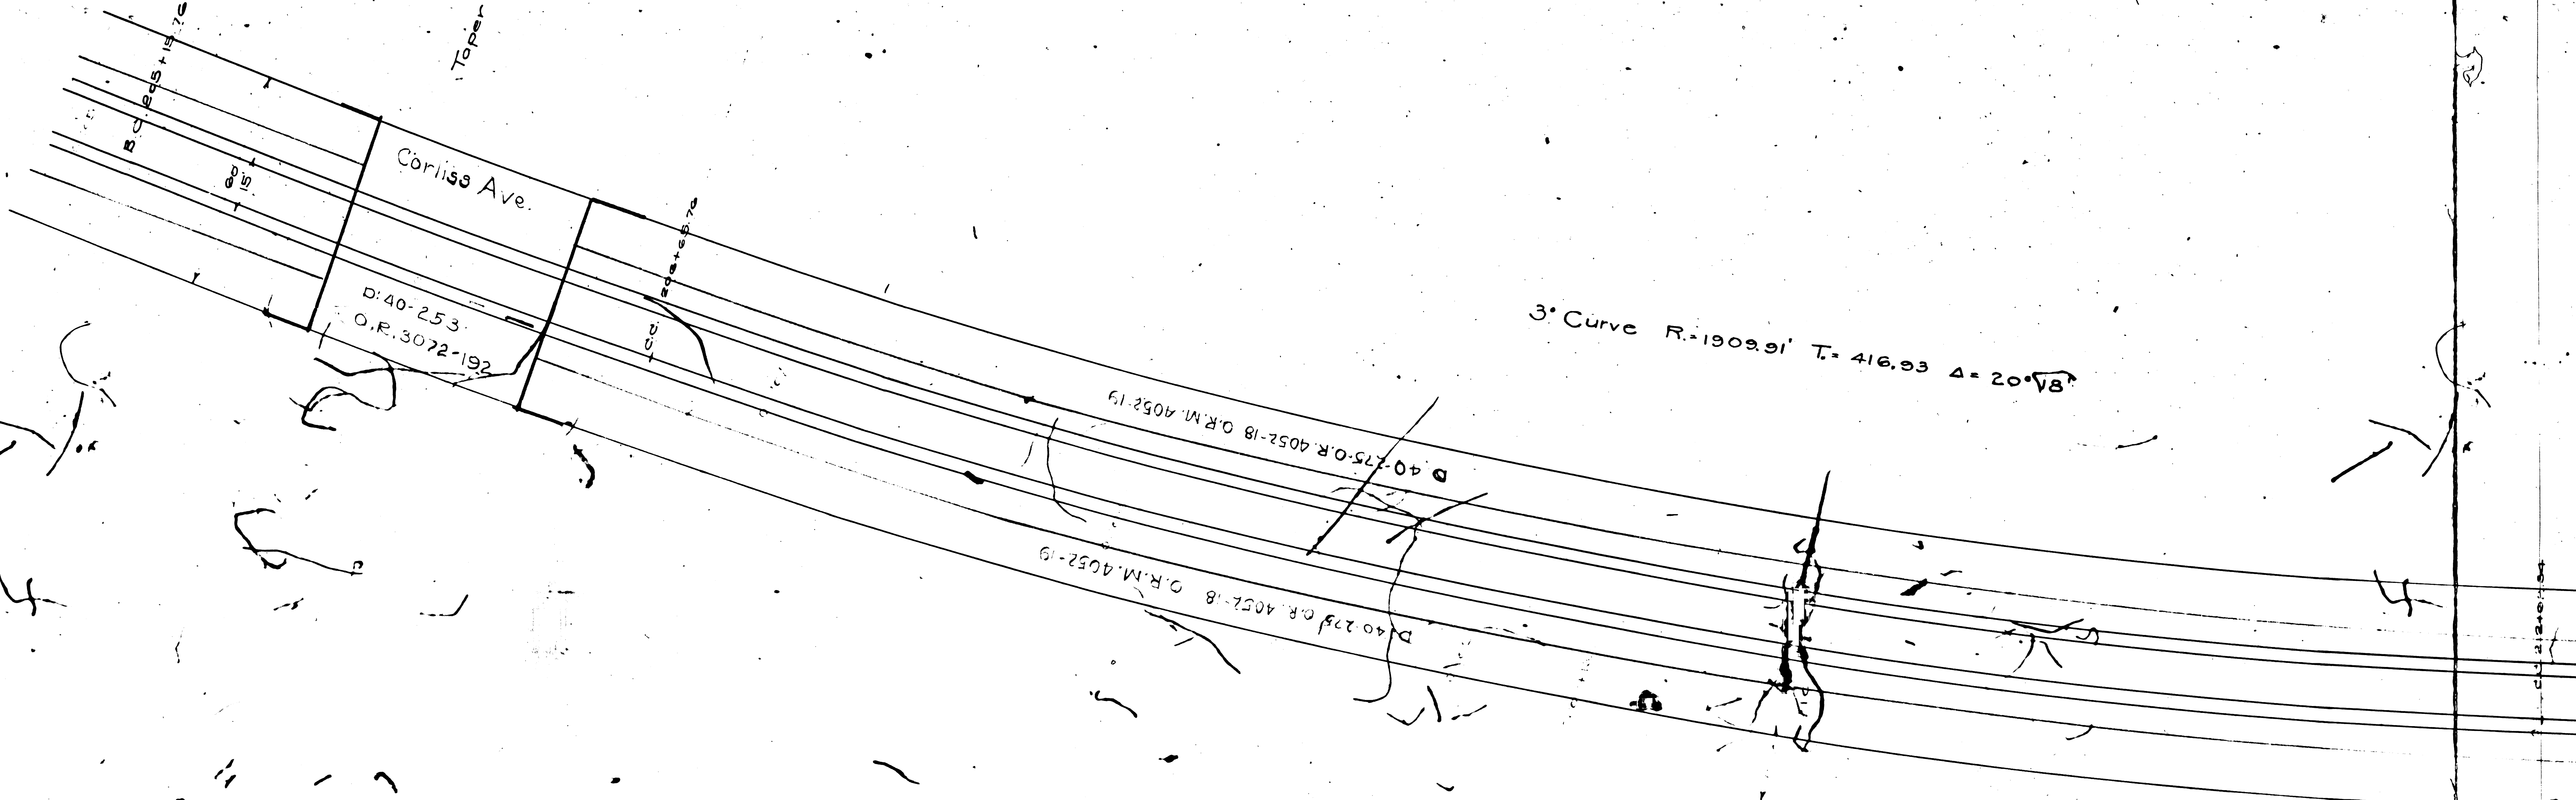 Taper
Corliss Ave.
D:40-253
O.R.3072-192
3° Curve R.=1909.91' T.= 416.93 Δ= 20°18'
D.40-275-O.R.4052-18 O.R.M.4052-19
D:40-275 O.R.4052-18 O.R.M.4052-19